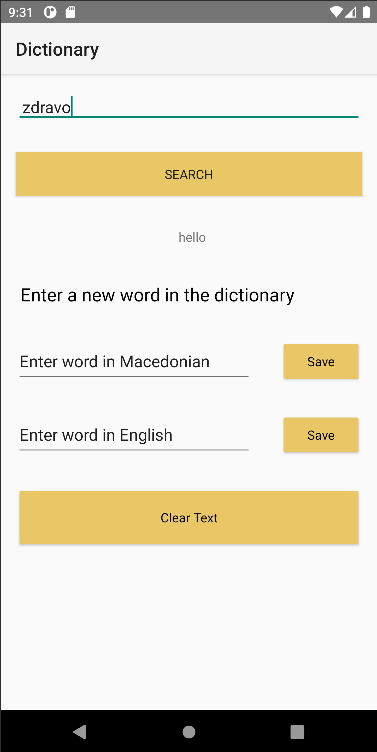 9:31
Dictionary
zdravo
SEARCH
hello
Enter a new word in the dictionary
Enter word in Macedonian
Save
Enter word in English
Save
Clear Text